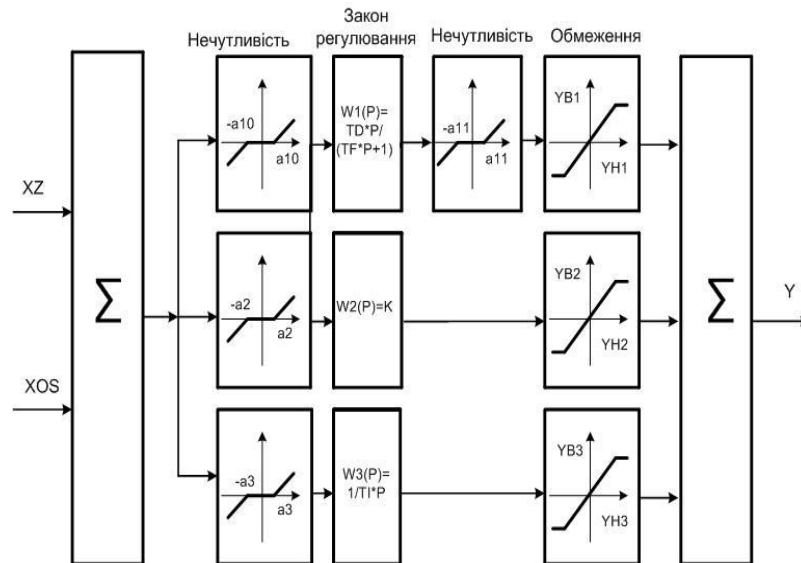 Нечутливість
Закон
регулювання
Нечутливість
Обмеження
XZ
XOS
Σ
-a10
a10
W1(P)=
TD*P/
(TF*P+1)
-a11
a11
YB1
YH1
-a2
a2
W2(P)=K
YB2
YH2
-a3
a3
W3(P)=
1/TI*P
YB3
YH3
Σ
Y